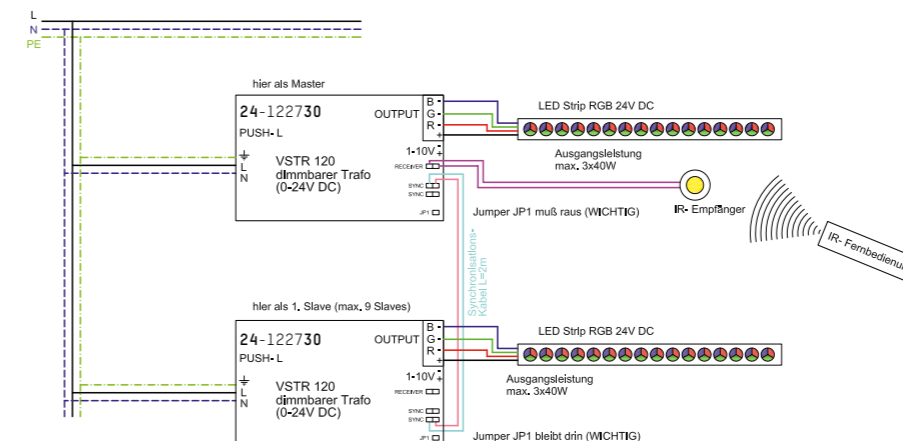 L
N
PE
hier als Master
24-122730
PUSH-L
VSTR 120
dimmbarer Trafo
(0-24V DC)
L
N
OUTPUT
B -
G -
R -
+
1-10V -
+
RECEIVER
SYNC
SYNC
JP1
LED Strip RGB 24V DC
Ausgangsleistung
max. 3x40W
IR- Empfänger
IR- Fernbedienu
Jumper JP1 muß raus (WICHTIG)
Synchronisations-
Kabel L=2m
hier als 1. Slave (max. 9 Slaves)
24-122730
PUSH-L
VSTR 120
dimmbarer Trafo
(0-24V DC)
L
N
OUTPUT
B -
G -
R -
+
1-10V -
+
RECEIVER
SYNC
SYNC
JP1
LED Strip RGB 24V DC
Ausgangsleistung
max. 3x40W
Jumper JP1 bleibt drin (WICHTIG)